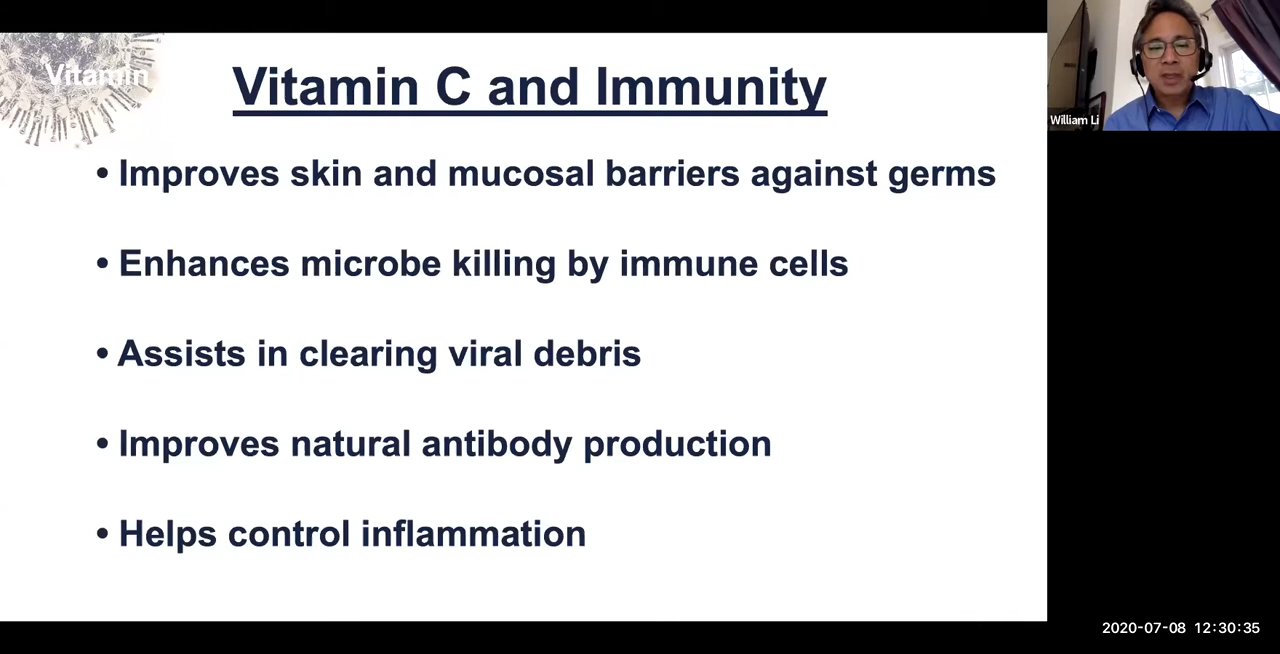 Vitamin
Vitamin C and Immunity
• Improves skin and mucosal barriers against germs
• Enhances microbe killing by immune cells
• Assists in clearing viral debris
• Improves natural antibody production
• Helps control inflammation
William Li
2020-07-08 12:30:35